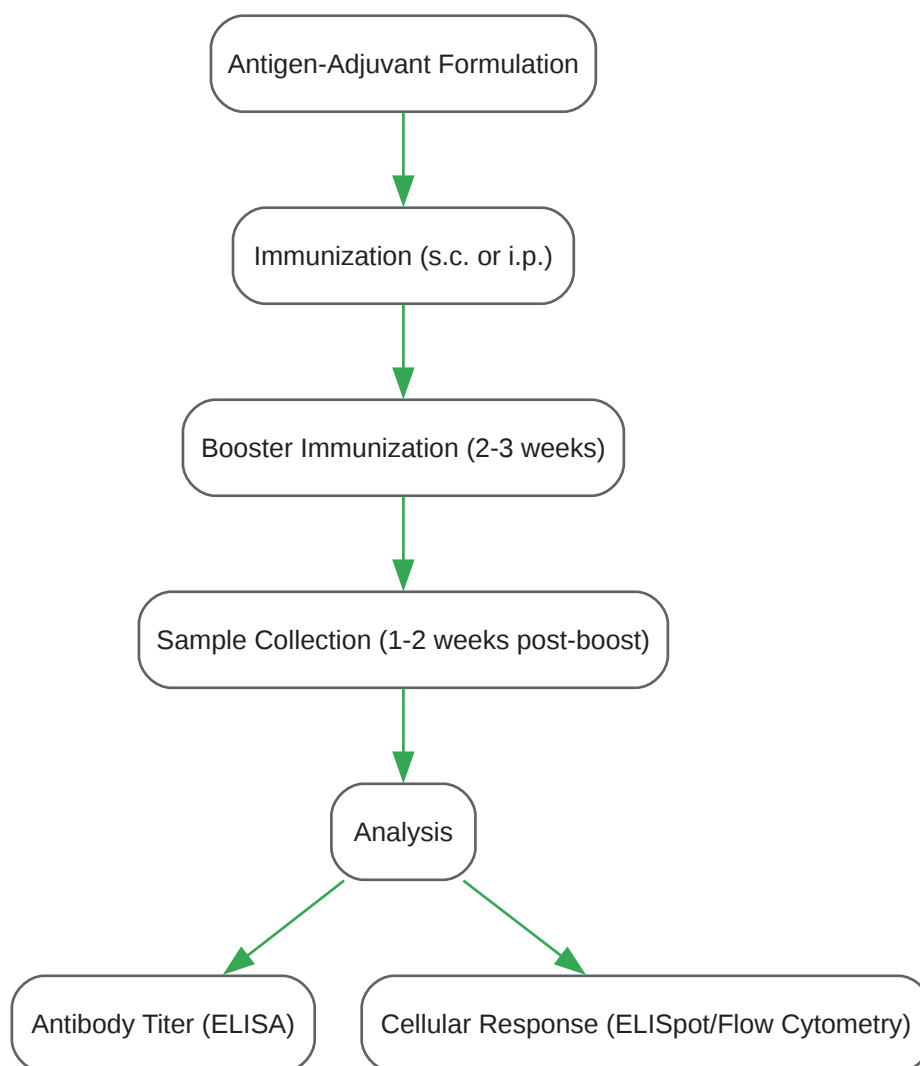 Antigen-Adjuvant Formulation
Immunization (s.c. or i.p.)
Booster Immunization (2-3 weeks)
Sample Collection (1-2 weeks post-boost)
Analysis
Antibody Titer (ELISA)
Cellular Response (ELISpot/Flow Cytometry)